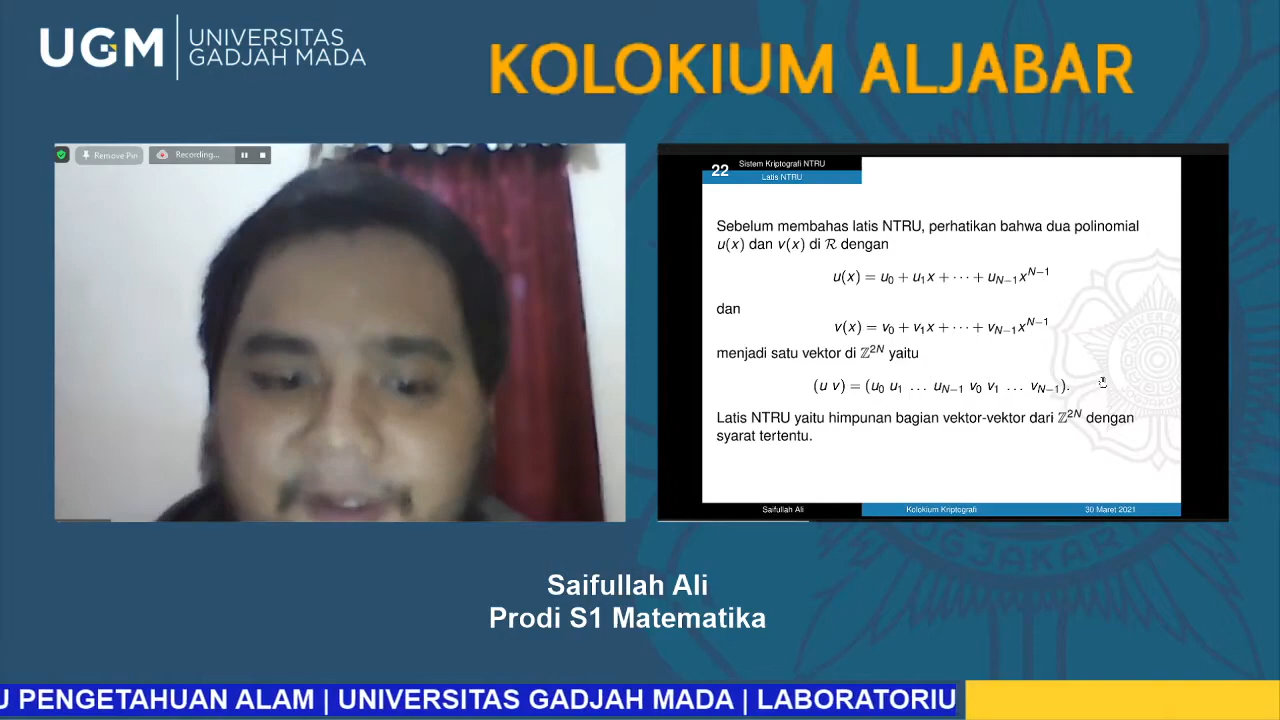 UGM
UNIVERSITAS
GADJAH MADA
KOLOKIUM ALJABAR
Remove Pin
Recording...
22
Sistem Kriptografi NTRU
Latis NTRU
Sebelum membahas latis NTRU, perhatikan bahwa dua polinomial
u(x) dan v(x) di ℛ dengan
u(x) = u₀ + u₁x + ⋯ + u_{N−1}x^{N−1}
dan
v(x) = v₀ + v₁x + ⋯ + v_{N−1}x^{N−1}
menjadi satu vektor di ℤ^{2N} yaitu
(u v) = (u₀ u₁ … u_{N−1} v₀ v₁ … v_{N−1}).
Latis NTRU yaitu himpunan bagian vektor-vektor dari ℤ^{2N} dengan
syarat tertentu.
Saifullah Ali
Kolokium Kriptografi
30 Maret 2021
Saifullah Ali
Prodi S1 Matematika
U PENGETAHUAN ALAM | UNIVERSITAS GADJAH MADA | LABORATORIU